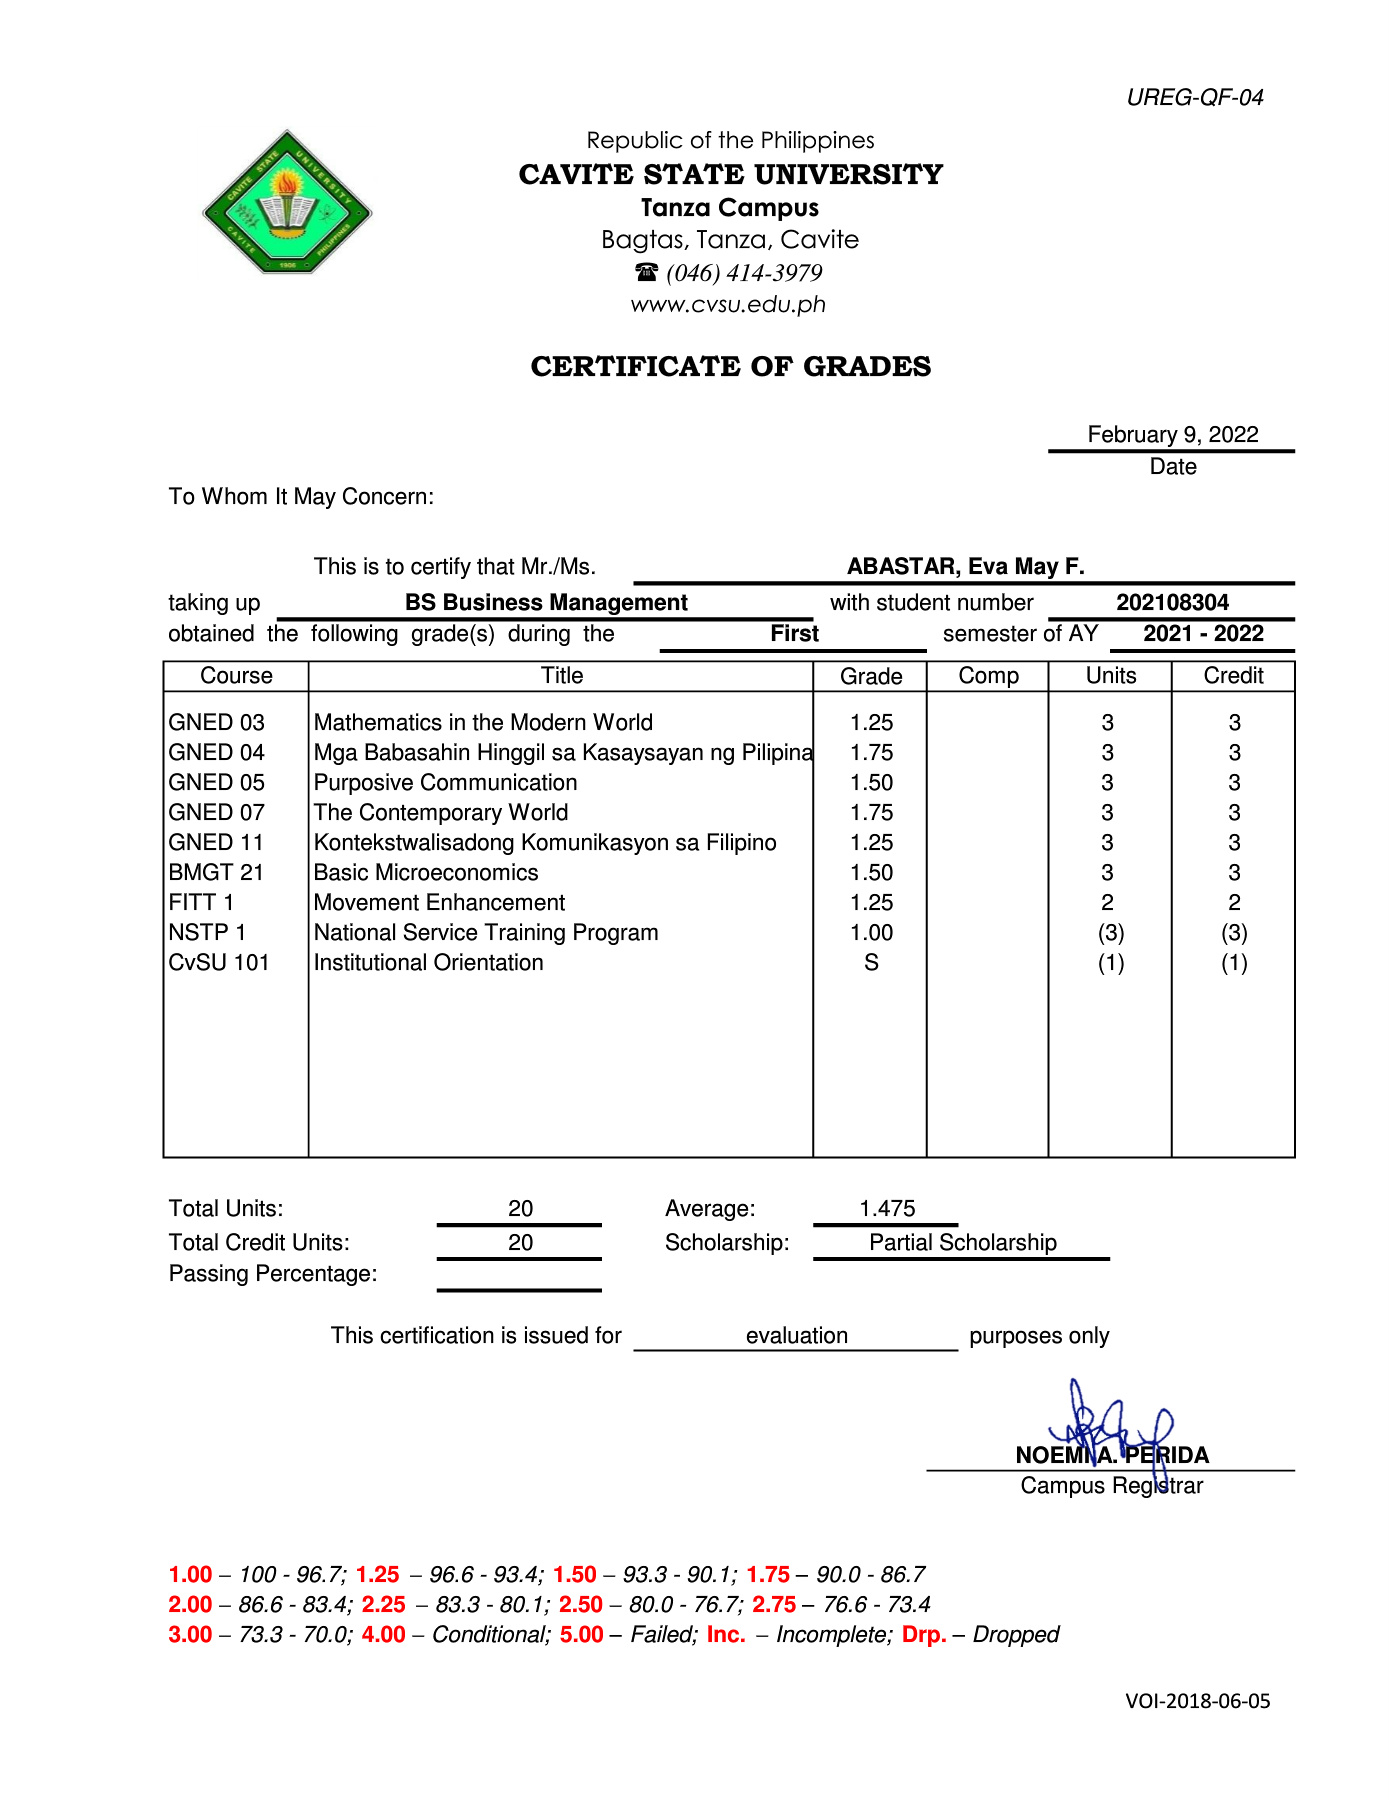 UREG-QF-04
CAVITE STATE UNIVERSITY
CAVITE
PHILIPPINES
1906
Republic of the Philippines
CAVITE STATE UNIVERSITY
Tanza Campus
Bagtas, Tanza, Cavite
☎ (046) 414-3979
www.cvsu.edu.ph
CERTIFICATE OF GRADES
February 9, 2022
Date
To Whom It May Concern:
This is to certify that Mr./Ms. ABASTAR, Eva May F.
taking up BS Business Management with student number 202108304
obtained the following grade(s) during the First semester of AY 2021 - 2022
Course Title Grade Comp Units Credit
GNED 03 Mathematics in the Modern World 1.25 3 3
GNED 04 Mga Babasahin Hinggil sa Kasaysayan ng Pilipina 1.75 3 3
GNED 05 Purposive Communication 1.50 3 3
GNED 07 The Contemporary World 1.75 3 3
GNED 11 Kontekstwalisadong Komunikasyon sa Filipino 1.25 3 3
BMGT 21 Basic Microeconomics 1.50 3 3
FITT 1 Movement Enhancement 1.25 2 2
NSTP 1 National Service Training Program 1.00 (3) (3)
CvSU 101 Institutional Orientation S (1) (1)
Total Units: 20 Average: 1.475
Total Credit Units: 20 Scholarship: Partial Scholarship
Passing Percentage:
This certification is issued for evaluation purposes only
NOEMI A. PERIDA
Campus Registrar
1.00 – 100 - 96.7; 1.25 – 96.6 - 93.4; 1.50 – 93.3 - 90.1; 1.75 – 90.0 - 86.7
2.00 – 86.6 - 83.4; 2.25 – 83.3 - 80.1; 2.50 – 80.0 - 76.7; 2.75 – 76.6 - 73.4
3.00 – 73.3 - 70.0; 4.00 – Conditional; 5.00 – Failed; Inc. – Incomplete; Drp. – Dropped
VOI-2018-06-05